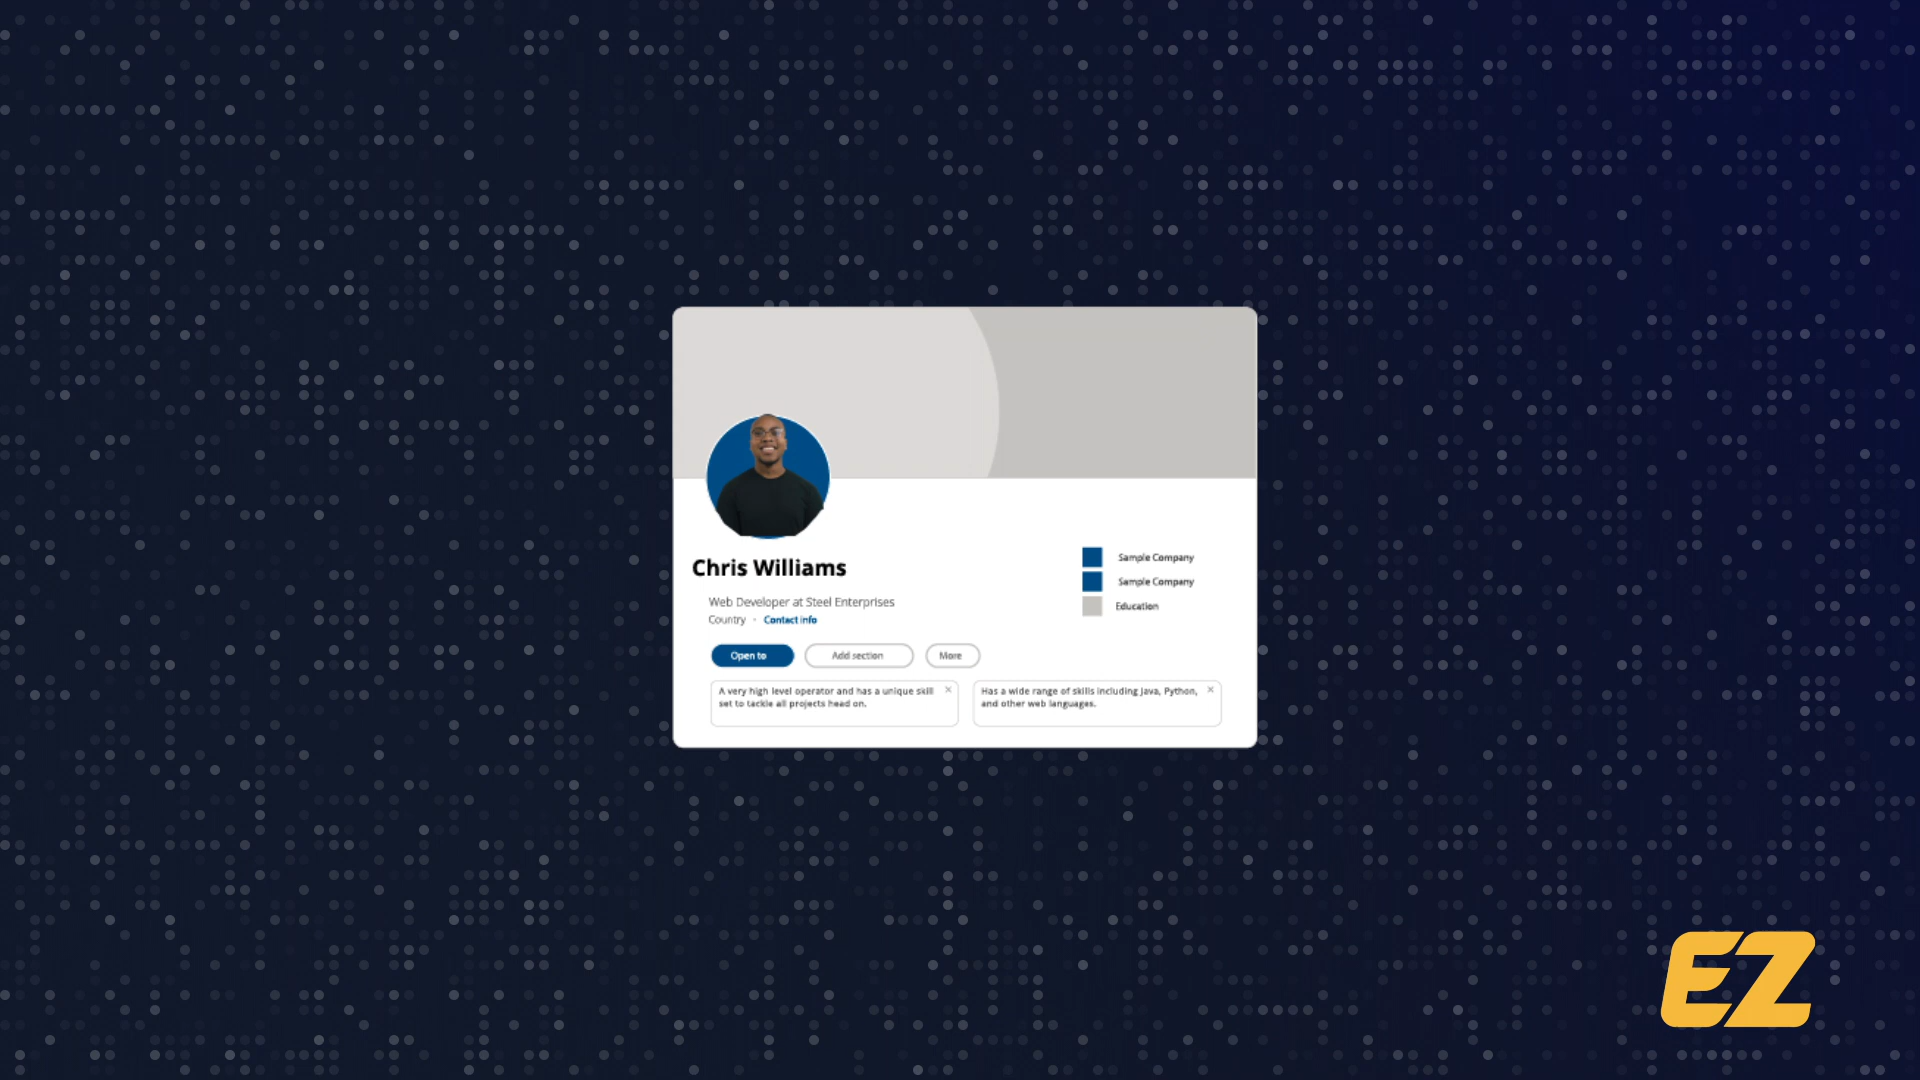 Chris Williams
Web Developer at Steel Enterprises
Country · Contact info
Sample Company
Sample Company
Education
Open to
Add section
More
A very high level operator and has a unique skill
set to tackle all projects head on.
Has a wide range of skills including Java, Python,
and other web languages.
EZ